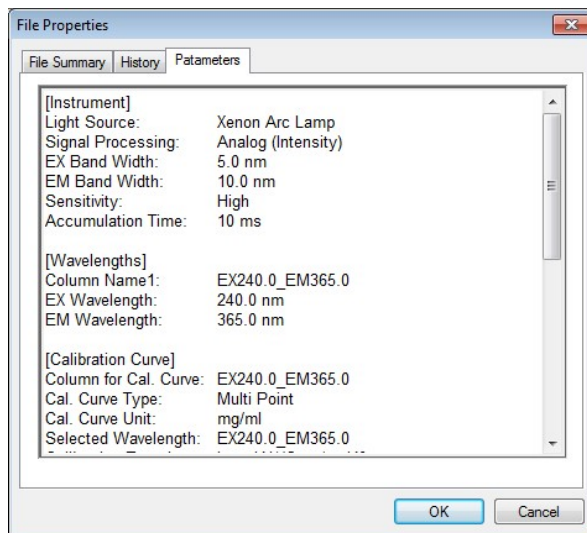 File Properties
File Summary History Patameters
[Instrument]
Light Source: Xenon Arc Lamp
Signal Processing: Analog (Intensity)
EX Band Width: 5.0 nm
EM Band Width: 10.0 nm
Sensitivity: High
Accumulation Time: 10 ms
[Wavelengths]
Column Name1: EX240.0_EM365.0
EX Wavelength: 240.0 nm
EM Wavelength: 365.0 nm
[Calibration Curve]
Column for Cal. Curve: EX240.0_EM365.0
Cal. Curve Type: Multi Point
Cal. Curve Unit: mg/ml
Selected Wavelength: EX240.0_EM365.0
OK Cancel